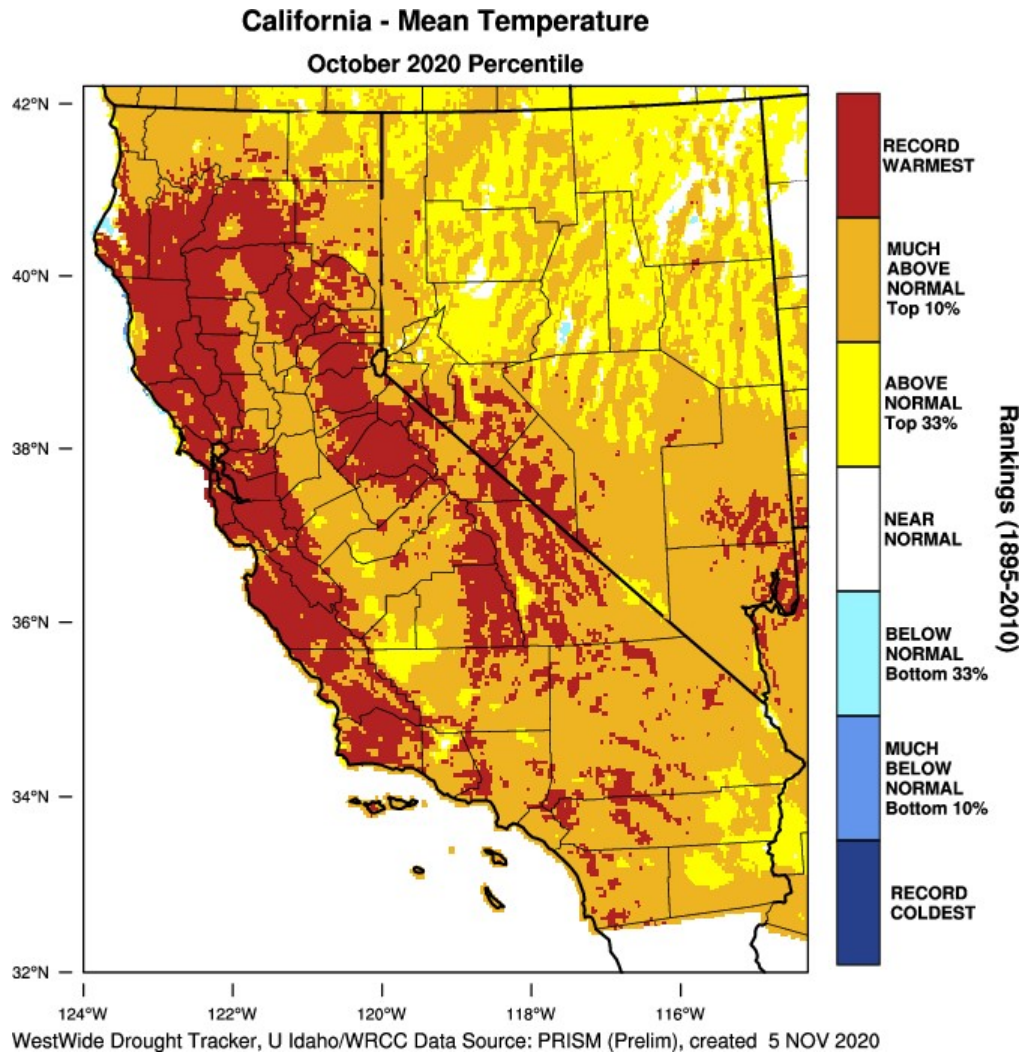 California - Mean Temperature
October 2020 Percentile
42°N
40°N
38°N
36°N
34°N
32°N
124°W
122°W
120°W
118°W
116°W
RECORD
WARMEST
MUCH
ABOVE
NORMAL
Top 10%
ABOVE
NORMAL
Top 33%
NEAR
NORMAL
BELOW
NORMAL
Bottom 33%
MUCH
BELOW
NORMAL
Bottom 10%
RECORD
COLDEST
Rankings (1895-2010)
WestWide Drought Tracker, U Idaho/WRCC Data Source: PRISM (Prelim), created 5 NOV 2020